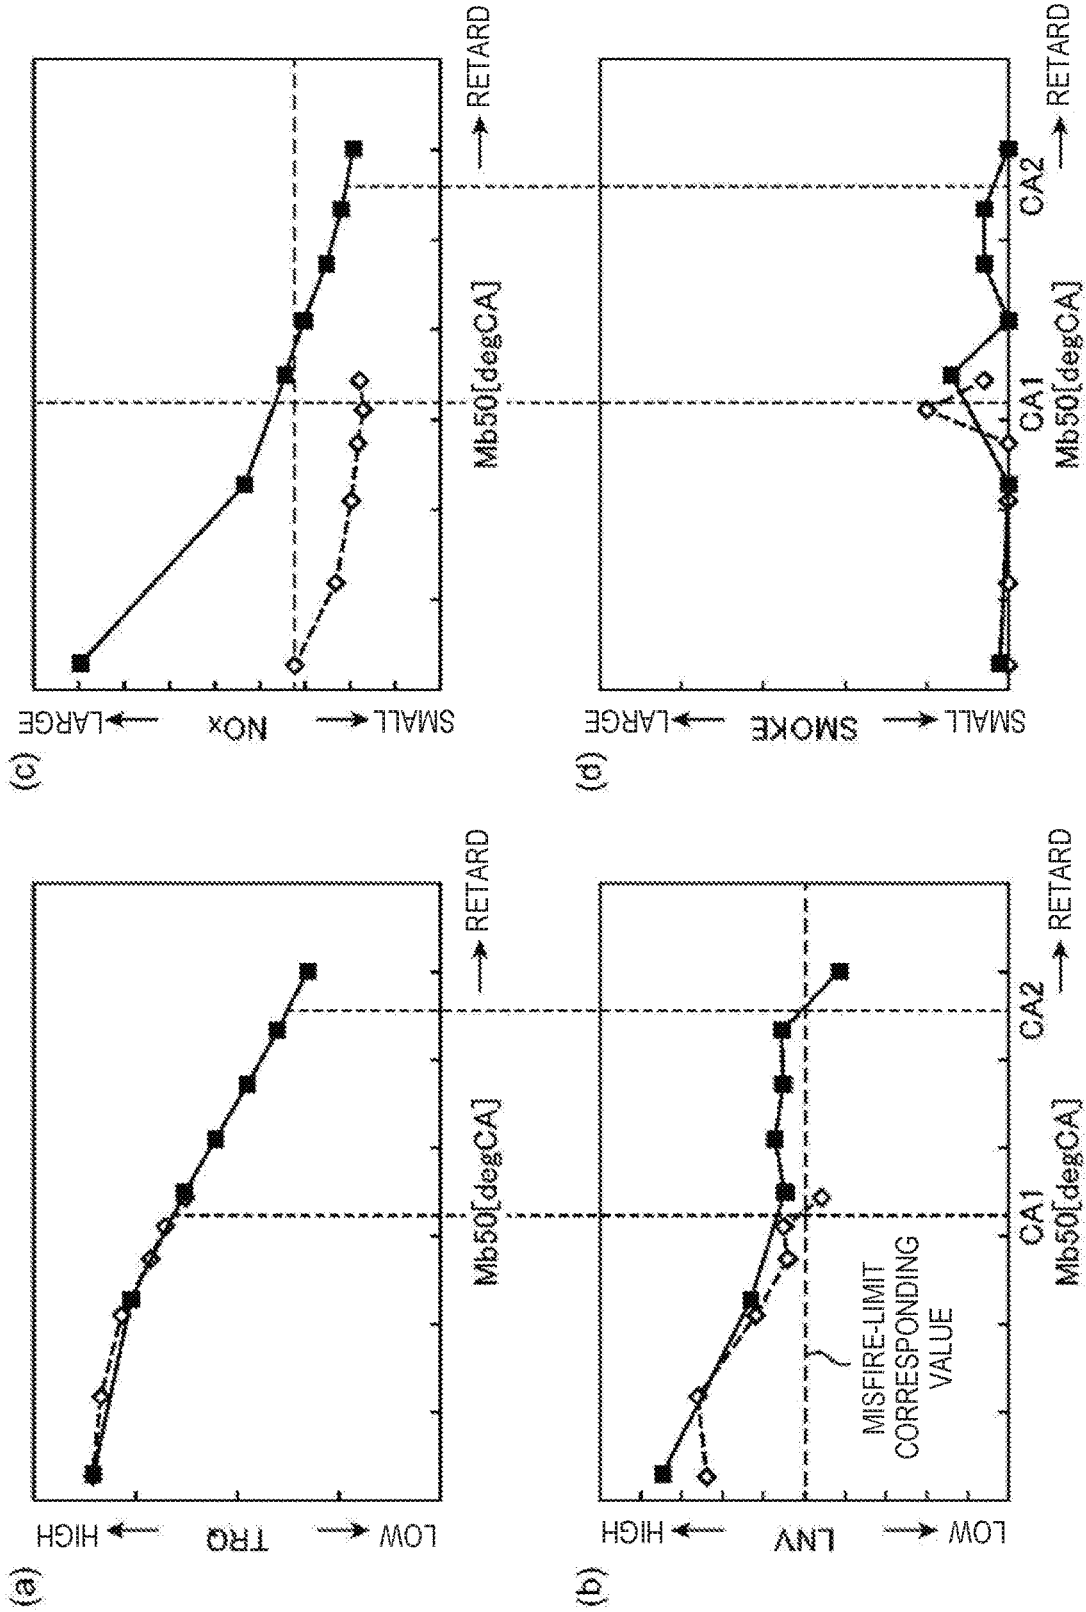 (a)
HIGH
TRQ
LOW
Mb50[degCA]
RETARD
(c)
LARGE
NOx
SMALL
Mb50[degCA]
RETARD
(b)
HIGH
LNV
LOW
MISFIRE-LIMIT
CORRESPONDING
VALUE
CA1
CA2
Mb50[degCA]
RETARD
(d)
LARGE
SMOKE
SMALL
CA1
CA2
Mb50[degCA]
RETARD